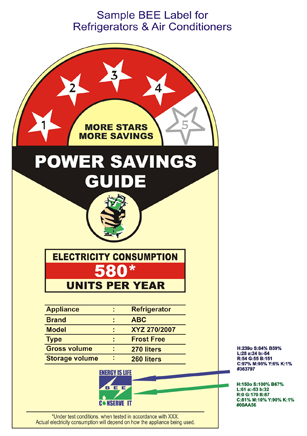 Sample BEE Label for
Refrigerators & Air Conditioners
1 2 3 4 5
MORE STARS
MORE SAVINGS
POWER SAVINGS
GUIDE
ELECTRICITY CONSUMPTION
580*
UNITS PER YEAR
Appliance : Refrigerator
Brand : ABC
Model : XYZ 270/2007
Type : Frost Free
Gross volume : 270 liters
Storage volume : 260 liters
ENERGY IS LIFE
BEE
CONSERVE IT
*Under test conditions. when tested in accordance with XXX.
Actual electricity consumption will depend on how the appliance being used.